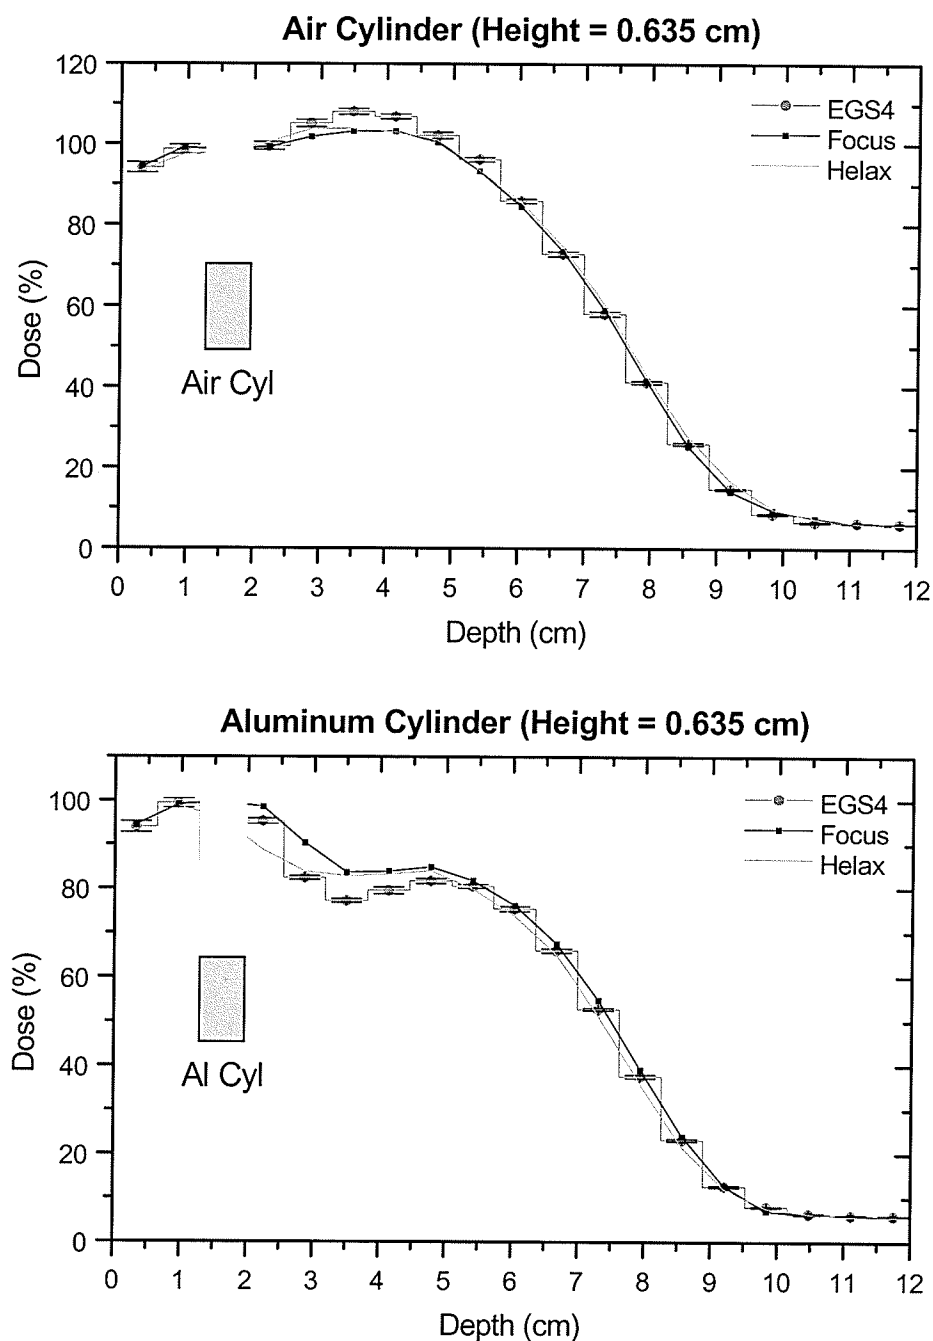 Air Cylinder (Height = 0.635 cm)
120
100
80
60
40
20
0
Dose (%)
EGS4
Focus
Helax
Air Cyl
0 1 2 3 4 5 6 7 8 9 10 11 12
Depth (cm)
Aluminum Cylinder (Height = 0.635 cm)
100
80
60
40
20
0
Dose (%)
EGS4
Focus
Helax
Al Cyl
0 1 2 3 4 5 6 7 8 9 10 11 12
Depth (cm)